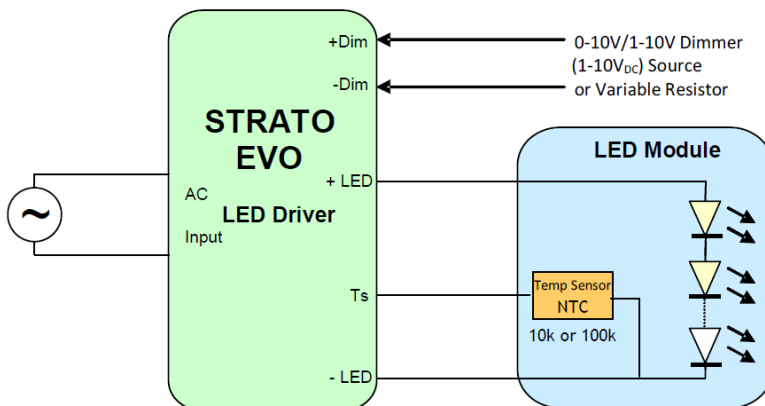 +Dim
0-10V/1-10V Dimmer
(1-10VDC) Source
-Dim
or Variable Resistor
STRATO
EVO
LED Module
+ LED
AC
LED Driver
~
Input
Temp Sensor
Ts
NTC
10k or 100k
- LED